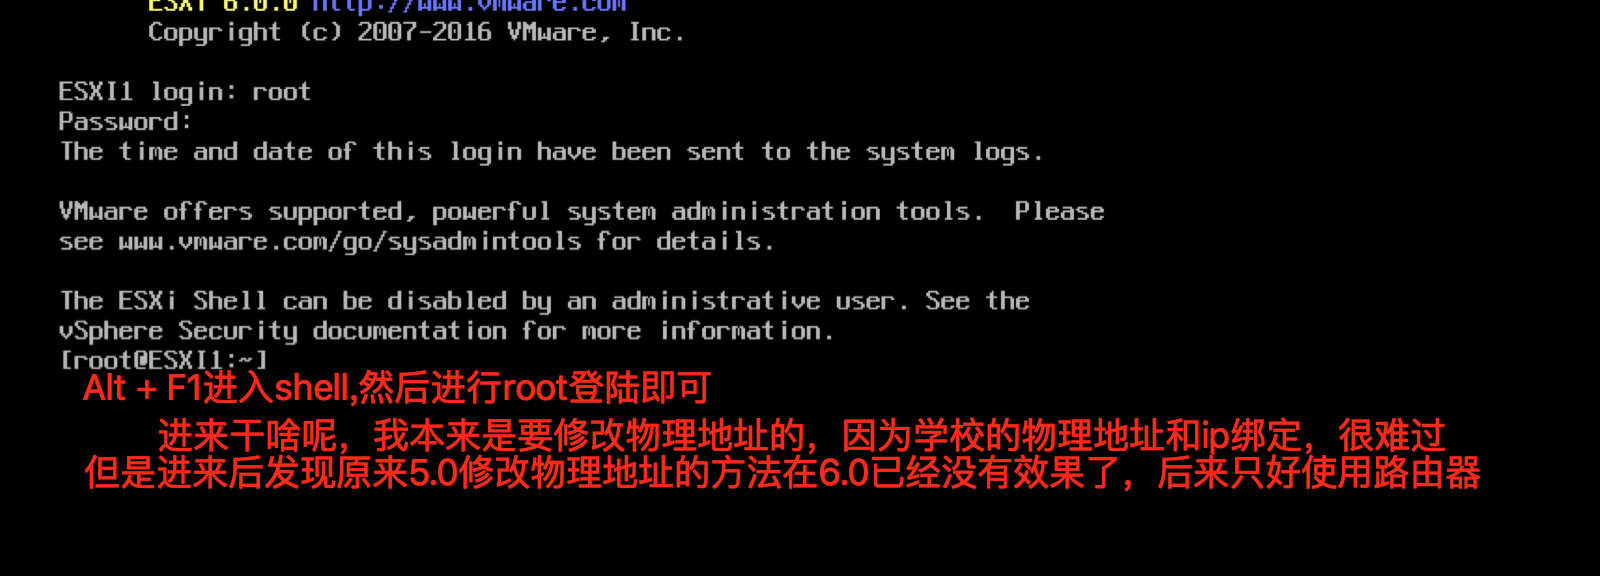 ESXi 6.0.0 http://www.vmware.com
Copyright (c) 2007-2016 VMware, Inc.
ESXI1 login: root
Password:
The time and date of this login have been sent to the system logs.
VMware offers supported, powerful system administration tools.  Please
see www.vmware.com/go/sysadmintools for details.
The ESXi Shell can be disabled by an administrative user. See the
vSphere Security documentation for more information.
[root@ESXI1:~]
Alt + F1进入shell,然后进行root登陆即可
进来干啥呢，我本来是要修改物理地址的，因为学校的物理地址和ip绑定，很难过
但是进来后发现原来5.0修改物理地址的方法在6.0已经没有效果了，后来只好使用路由器